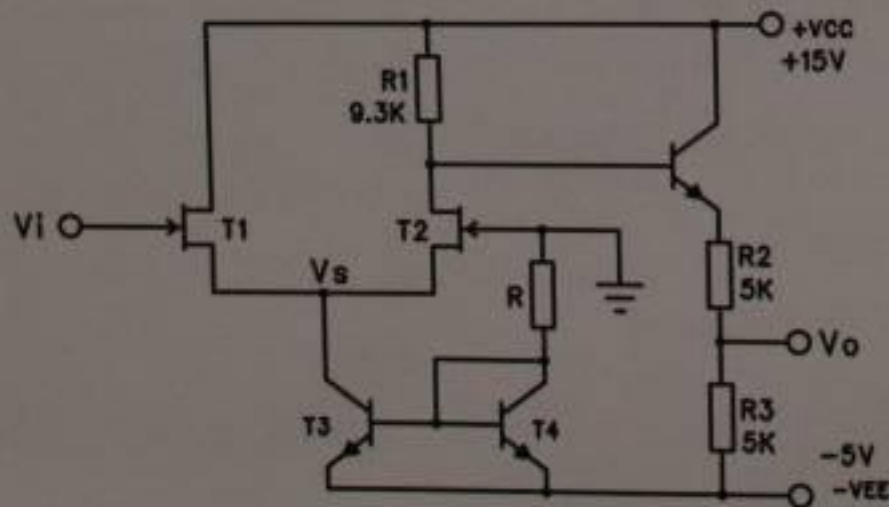 +VCC
+15V
R1
9.3K
Vi
T1
T2
Vs
R
R2
5K
Vo
T3
T4
R3
5K
-5V
-VEE